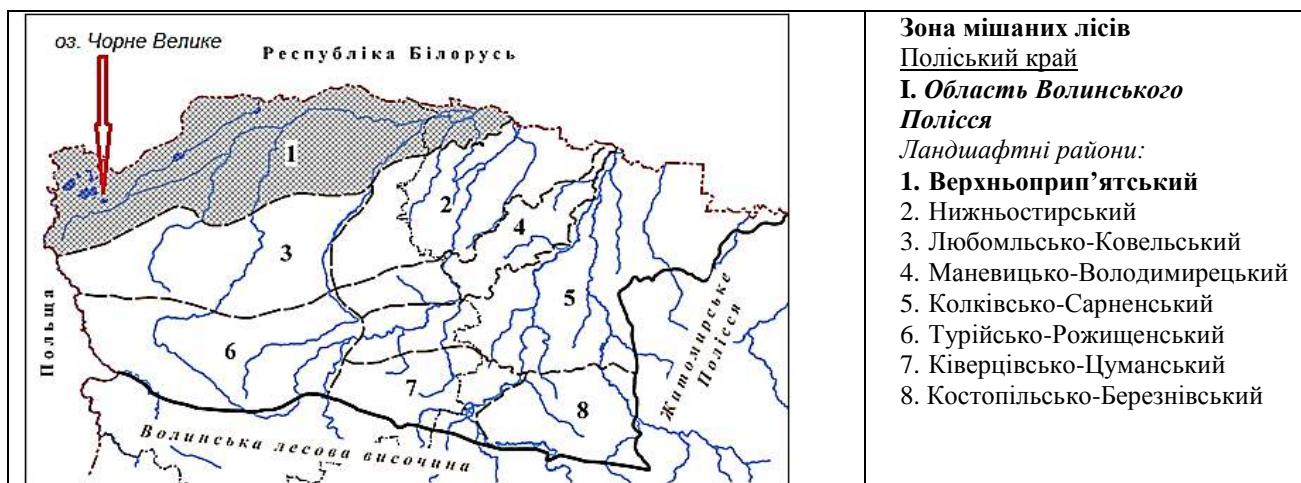 оз. Чорне Велике
Республіка Білорусь
1
2
3
4
5
6
7
8
Польща
Житомирське
Полісся
Волинська лесова височина
Зона мішаних лісів
Поліський край
І. Область Волинського
Полісся
Ландшафтні райони:
1. Верхньоприп’ятський
2. Нижньостирський
3. Любомльсько-Ковельський
4. Маневицько-Володимирецький
5. Колківсько-Сарненський
6. Турійсько-Рожищенський
7. Ківерцівсько-Цуманський
8. Костопільсько-Березнівський